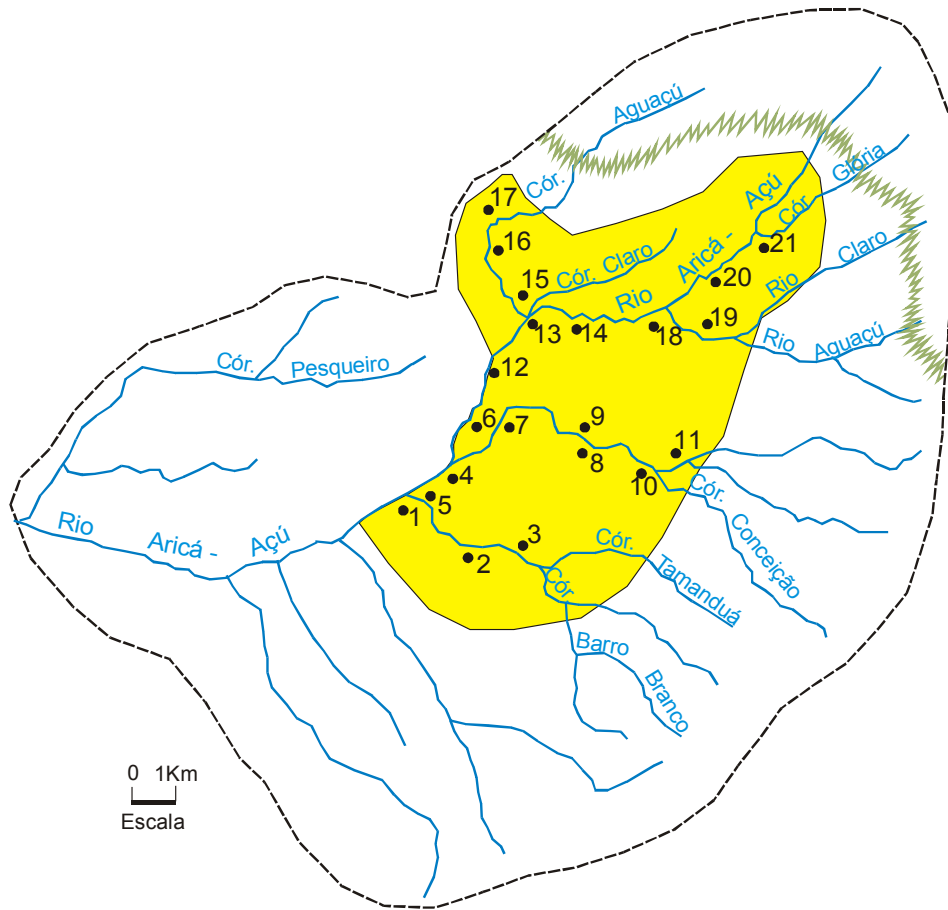 Aguaçú
Cór.
17
16
15
Cór. Claro
Rio
Aricá -
Açú
Cór.
Glória
21
20
19
18
14
13
12
Rio
Claro
Rio
Aguaçú
Cór.
Pesqueiro
6
7
9
8
11
10
4
5
1
2
3
Cór.
Conceição
Cór.
Tamanduá
Cór
Barro
Branco
Rio
Aricá -
Açú
0 1Km
Escala